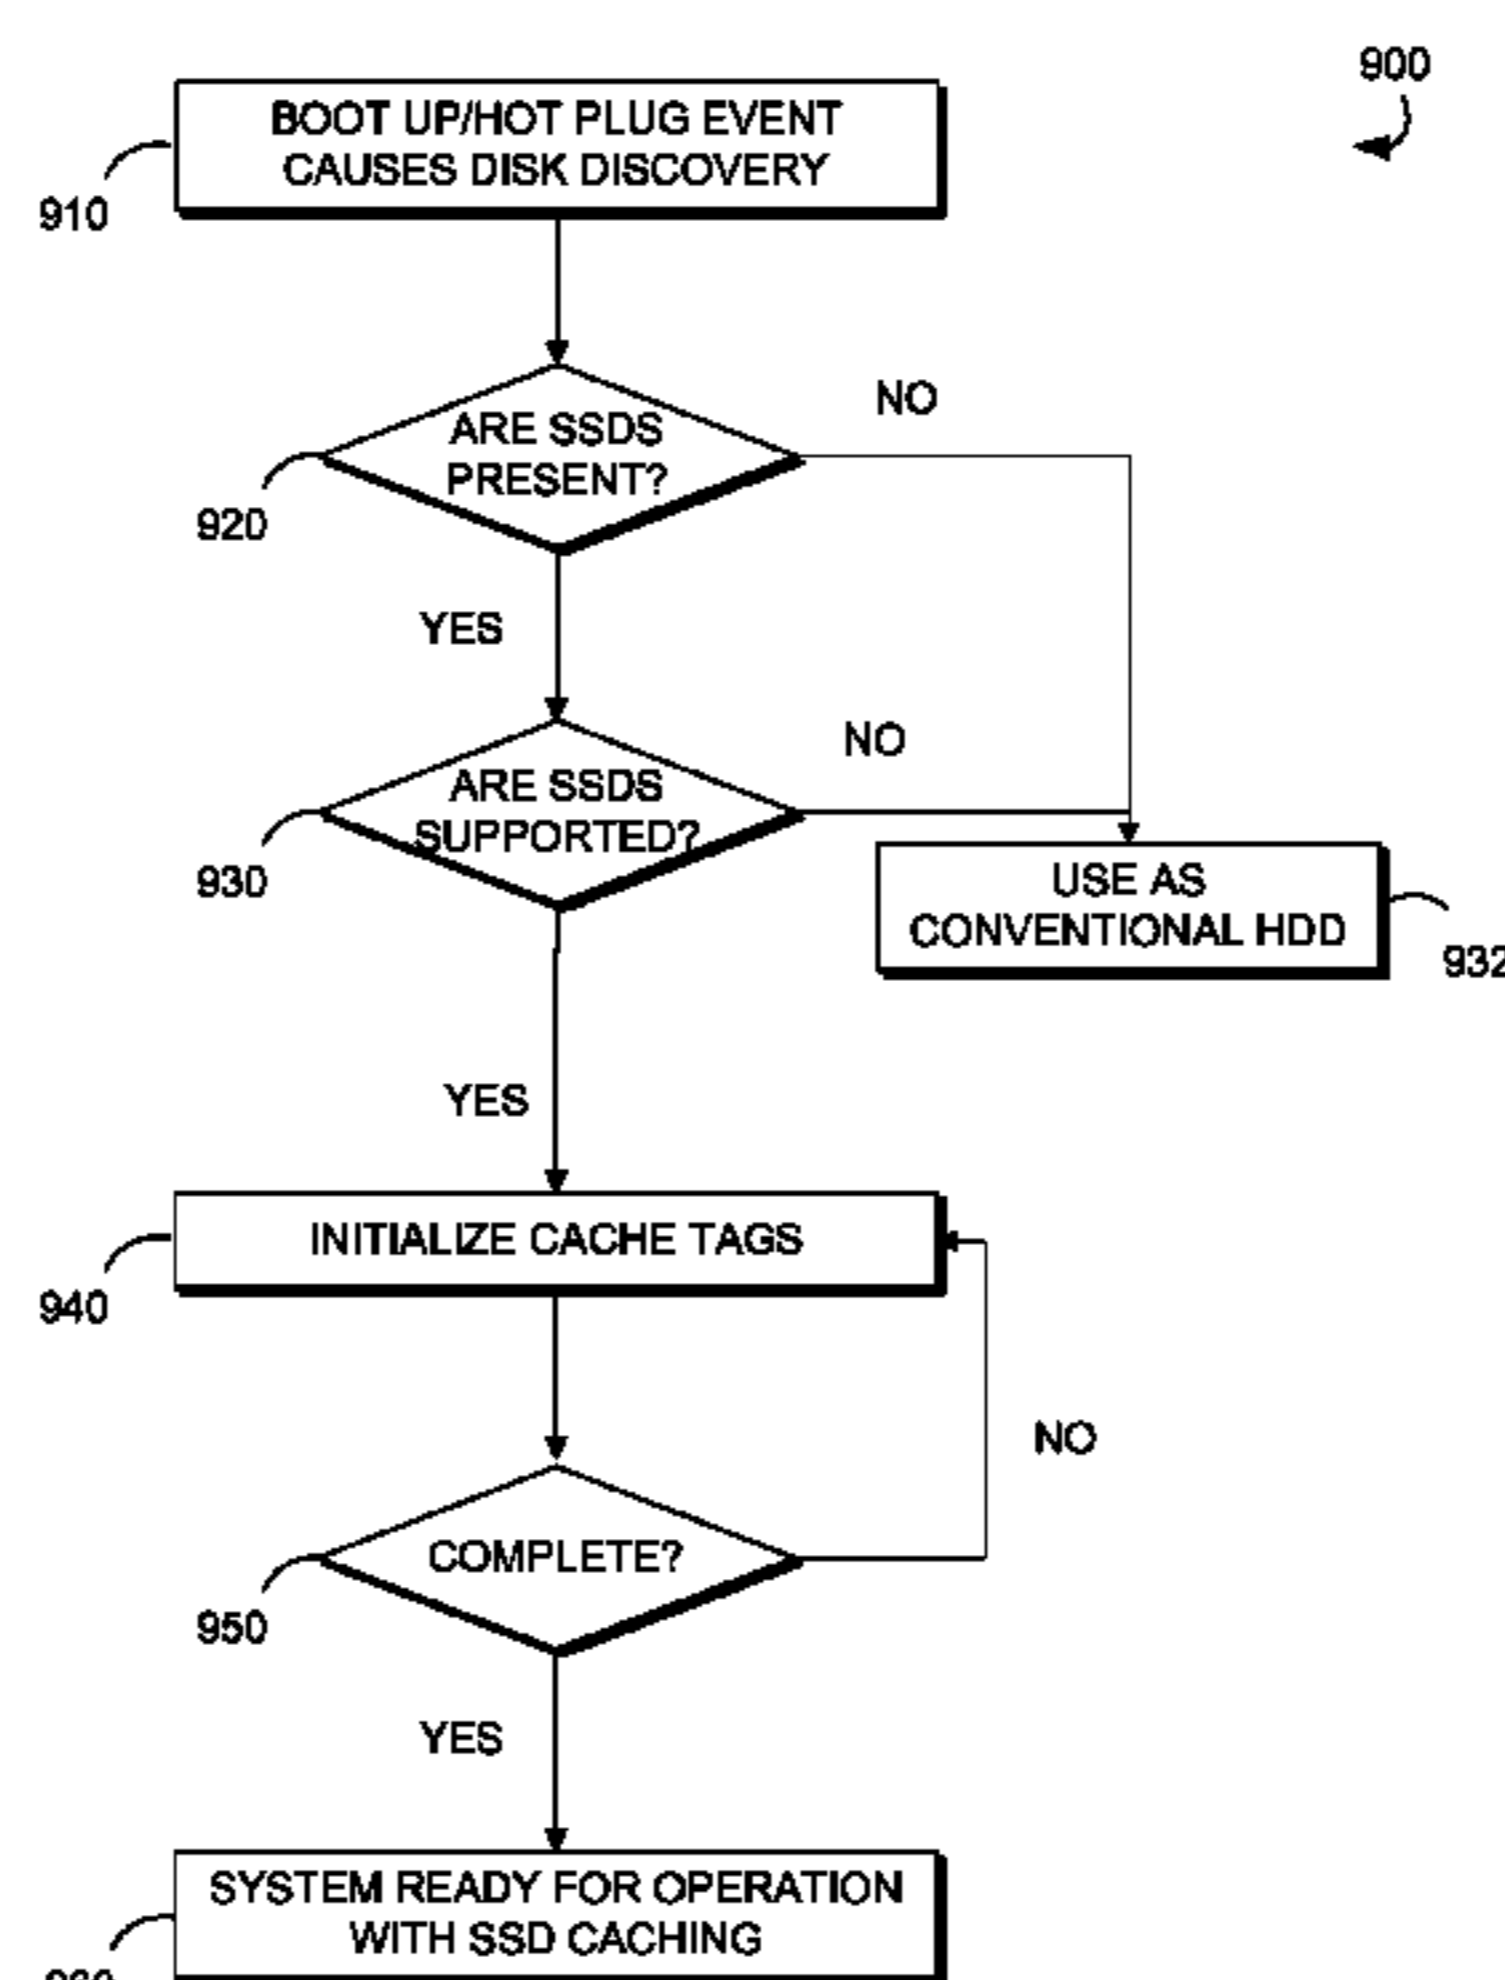 900
BOOT UP/HOT PLUG EVENT
CAUSES DISK DISCOVERY
910
ARE SSDS
PRESENT?
NO
920
YES
ARE SSDS
SUPPORTED?
NO
930
USE AS
CONVENTIONAL HDD
932
YES
INITIALIZE CACHE TAGS
940
NO
COMPLETE?
950
YES
SYSTEM READY FOR OPERATION
WITH SSD CACHING